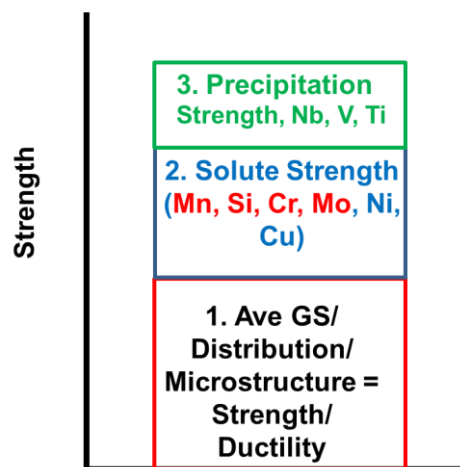 3. Precipitation
Strength, Nb, V, Ti
2. Solute Strength
(Mn, Si, Cr, Mo, Ni,
Cu)
1. Ave GS/
Distribution/
Microstructure =
Strength/
Ductility
Strength